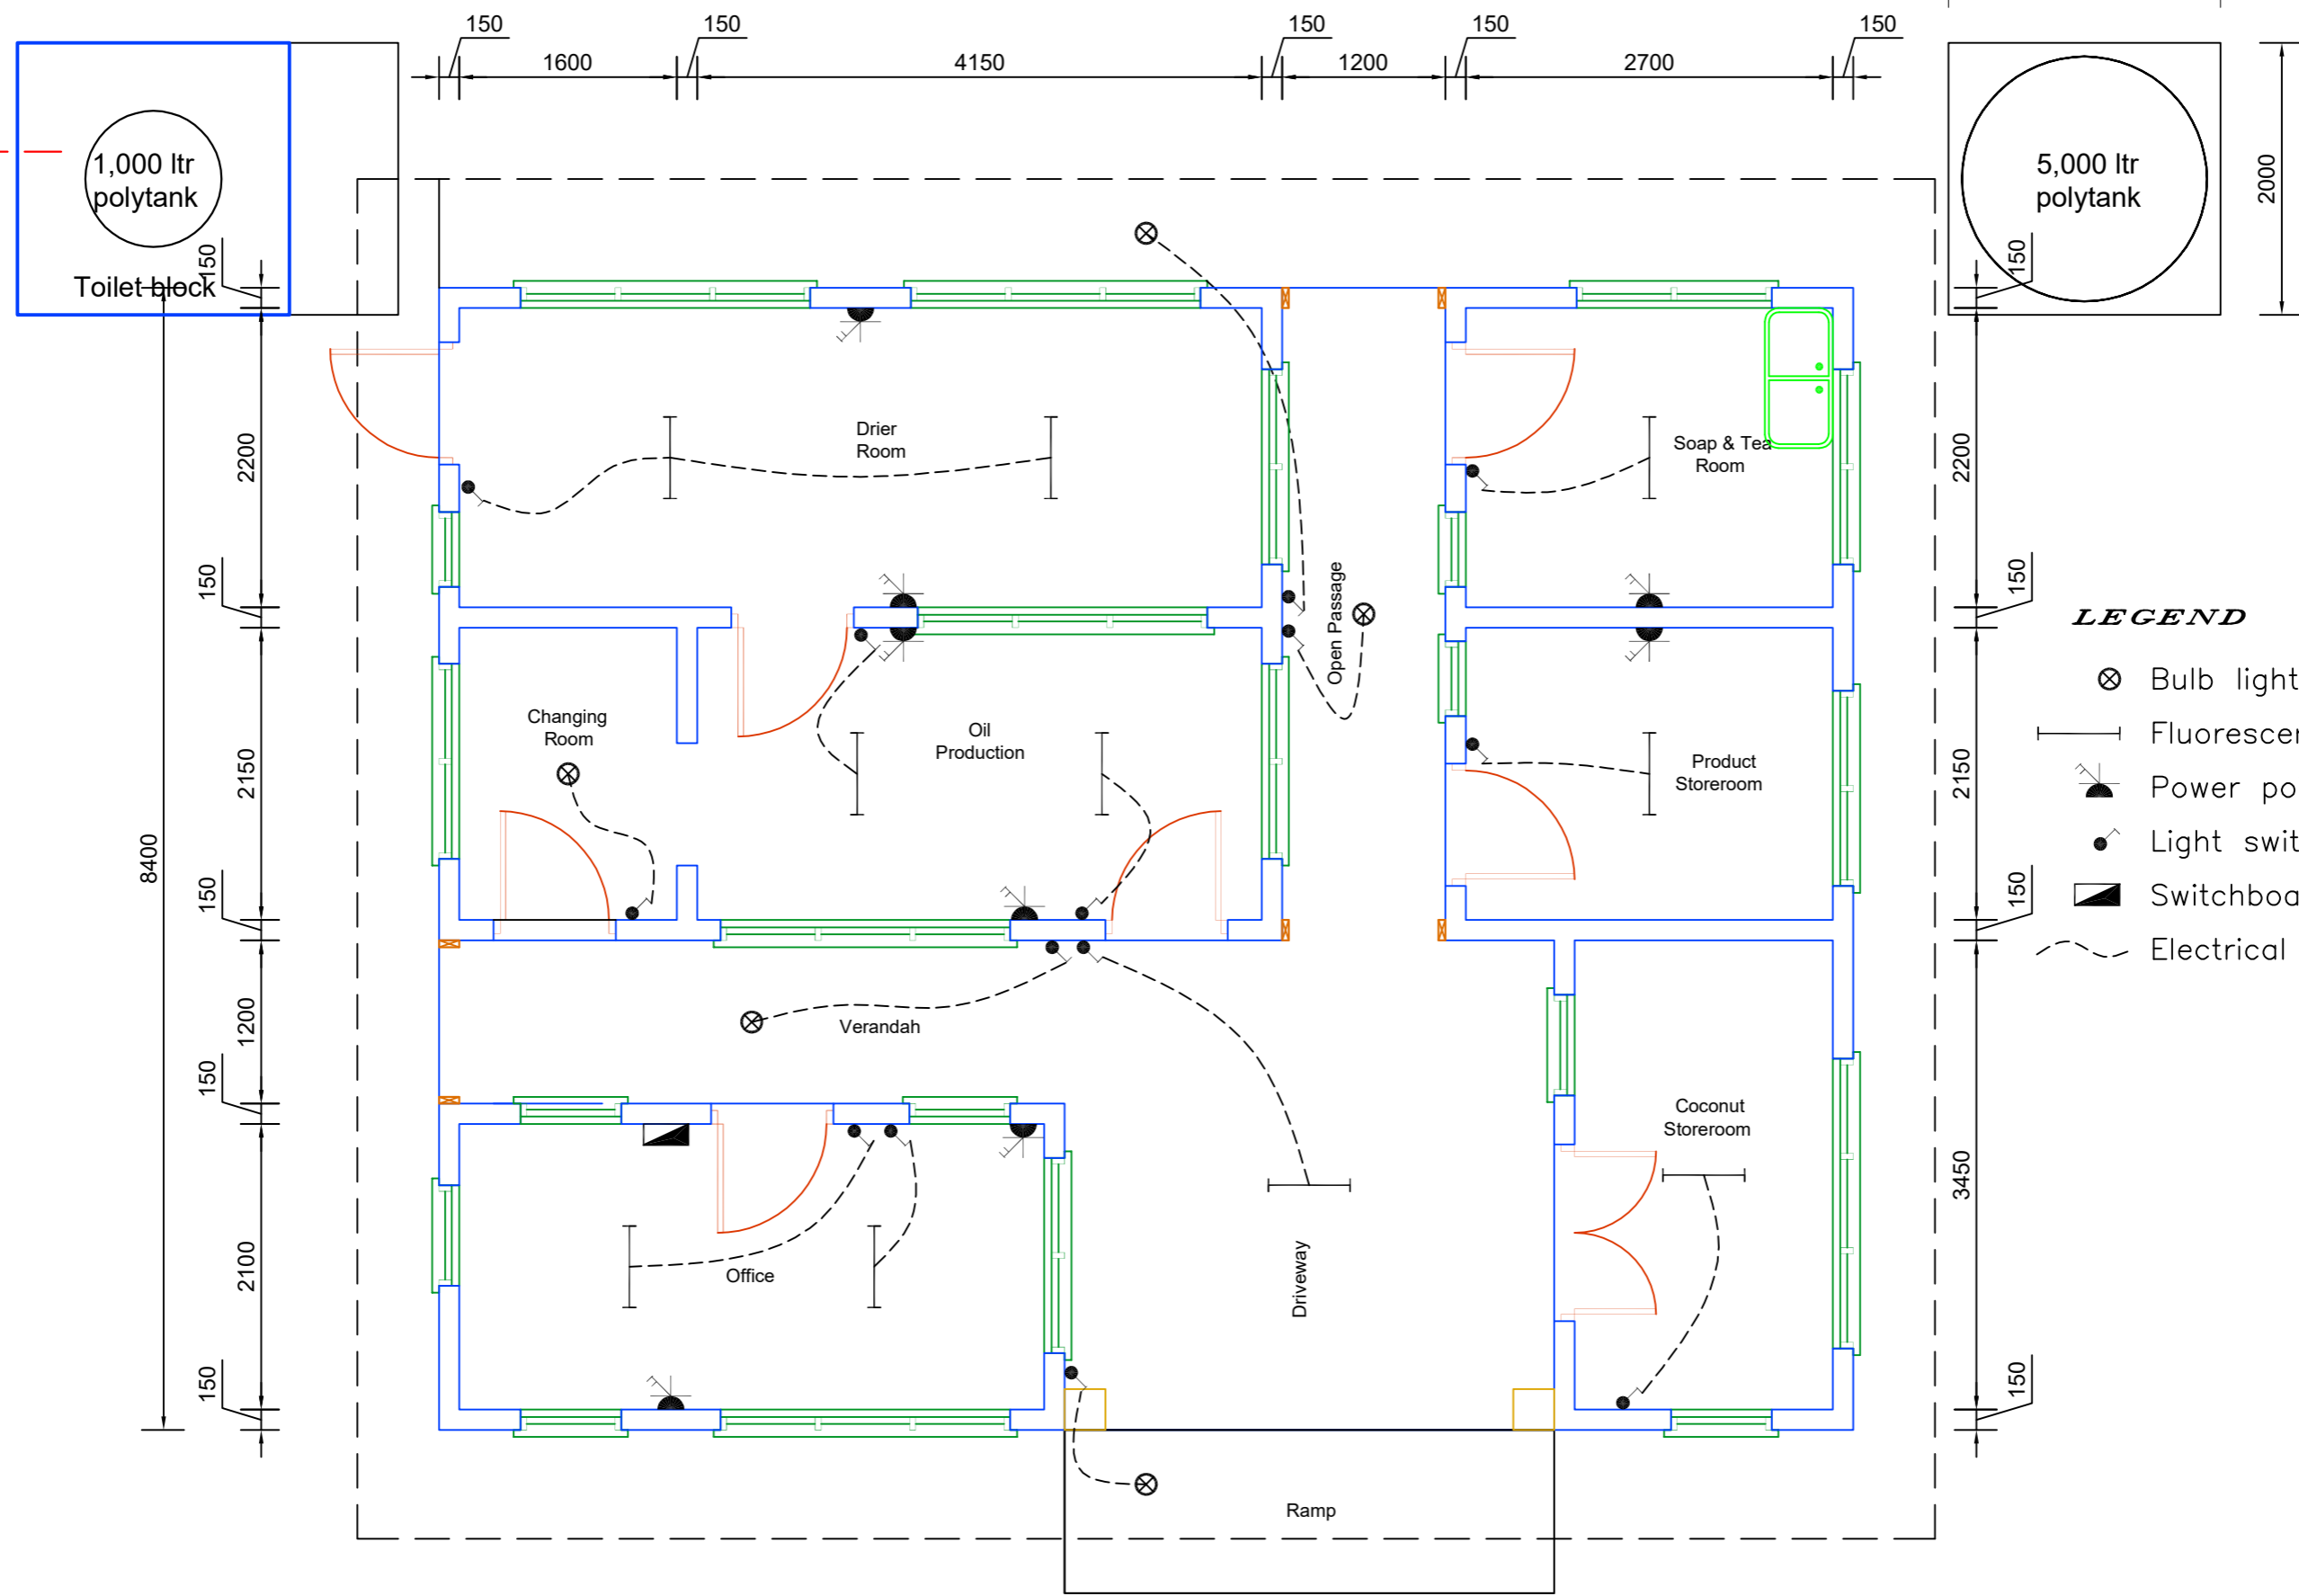 150
150
150
150
150
1600
4150
1200
2700
1,000 ltr
polytank
Toilet block
5,000 ltr
polytank
2000
150
2200
150
2150
150
1200
150
2100
150
8400
150
2200
150
2150
150
3450
150
Drier
Room
Soap & Tea
Room
Open Passage
Changing
Room
Oil
Production
Product
Storeroom
Verandah
Coconut
Storeroom
Office
Driveway
Ramp
LEGEND
Bulb light
Fluorescer
Power po
Light swit
Switchboa
Electrical